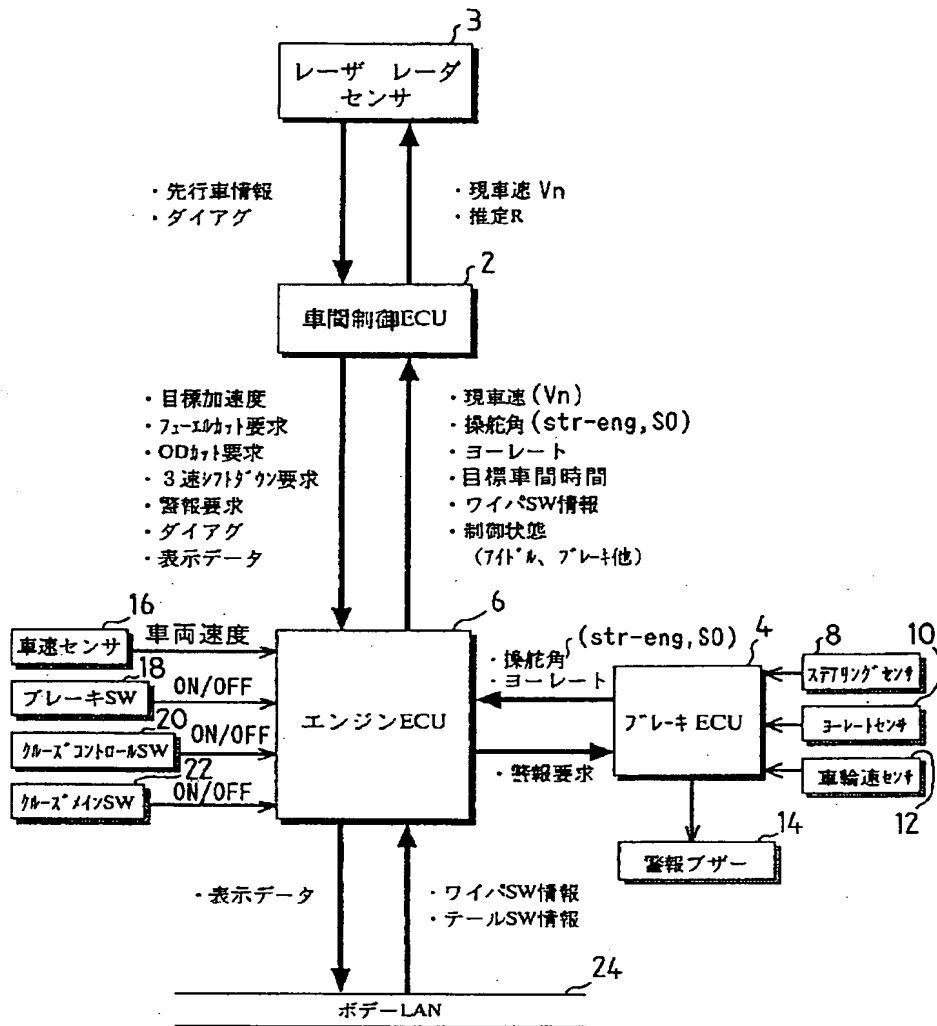 3
レーザ レーダ
センサ
・先行車情報
・ダイアグ
・現車速 Vn
・推定R
2
車間制御ECU
・目標加速度
・フューエルカット要求
・ODカット要求
・3速シフトダウン要求
・警報要求
・ダイアグ
・表示データ
・現車速(Vn)
・操舵角(str-eng,S0)
・ヨーレート
・目標車間時間
・ワイパSW情報
・制御状態
(アイドル、ブレーキ他)
16
車速センサ
車両速度
18
ブレーキSW
ON/OFF
20
クルーズコントロールSW
ON/OFF
22
クルーズメインSW
ON/OFF
6
エンジンECU
・操舵角(str-eng,S0)
・ヨーレート
・警報要求
4
ブレーキECU
8
ステアリングセンサ
10
ヨーレートセンサ
車輪速センサ
12
14
警報ブザー
・表示データ
・ワイパSW情報
・テールSW情報
24
ボデーLAN